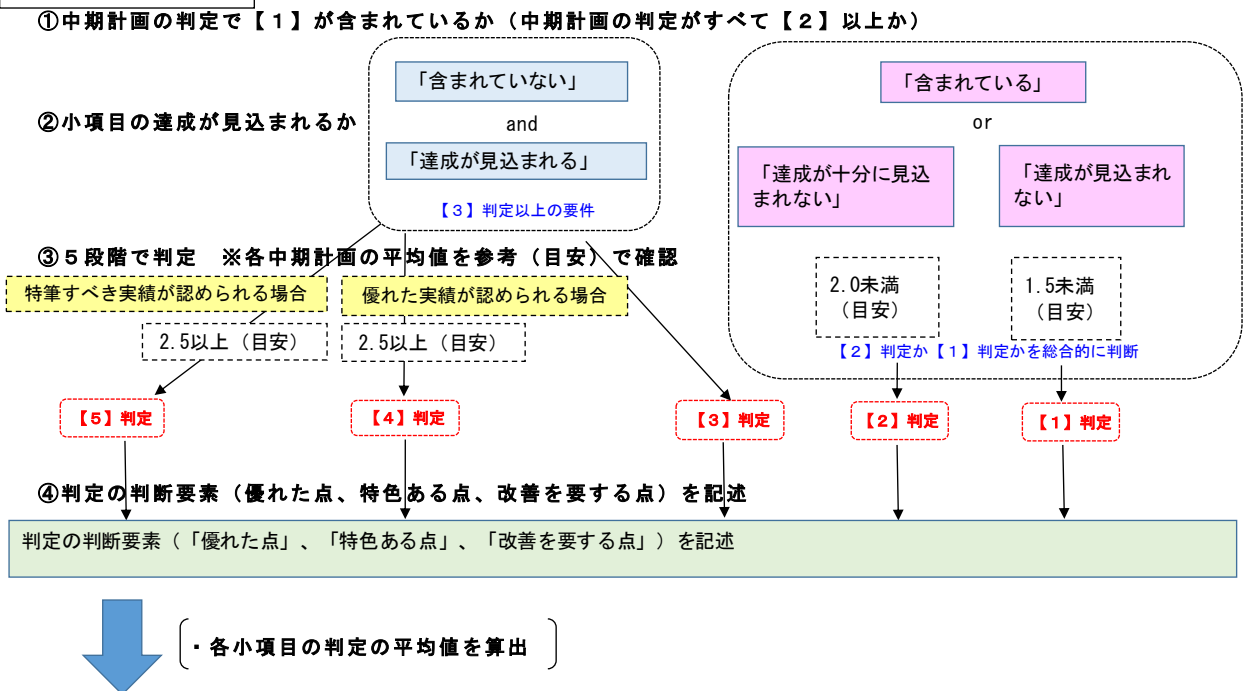 ①中期計画の判定で【1】が含まれているか（中期計画の判定がすべて【2】以上か）
「含まれていない」
「含まれている」
②小項目の達成が見込まれるか
and
or
「達成が見込まれる」
「達成が十分に見込
まれない」
「達成が見込まれ
ない」
【3】判定以上の要件
③5段階で判定　※各中期計画の平均値を参考（目安）で確認
特筆すべき実績が認められる場合
優れた実績が認められる場合
2.0未満
（目安）
1.5未満
（目安）
2.5以上（目安）
2.5以上（目安）
【2】判定か【1】判定かを総合的に判断
【5】判定
【4】判定
【3】判定
【2】判定
【1】判定
④判定の判断要素（優れた点、特色ある点、改善を要する点）を記述
判定の判断要素（「優れた点」、「特色ある点」、「改善を要する点」）を記述
・各小項目の判定の平均値を算出